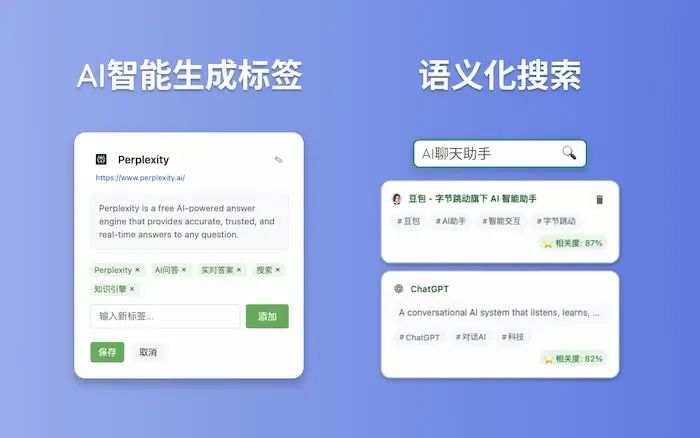 AI智能生成标签
Perplexity
https://www.perplexity.ai/
Perplexity is a free AI-powered answer
engine that provides accurate, trusted, and
real-time answers to any question.
Perplexity × AI问答 × 实时答案 × 搜索 ×
知识引擎 ×
输入新标签... 添加
保存 取消
语义化搜索
AI聊天助手
豆包 - 字节跳动旗下 AI 智能助手
# 豆包 # AI助手 # 智能交互 # 字节跳动
相关度: 87%
ChatGPT
A conversational AI system that listens, learns, ...
# ChatGPT # 对话AI # 科技
相关度: 82%